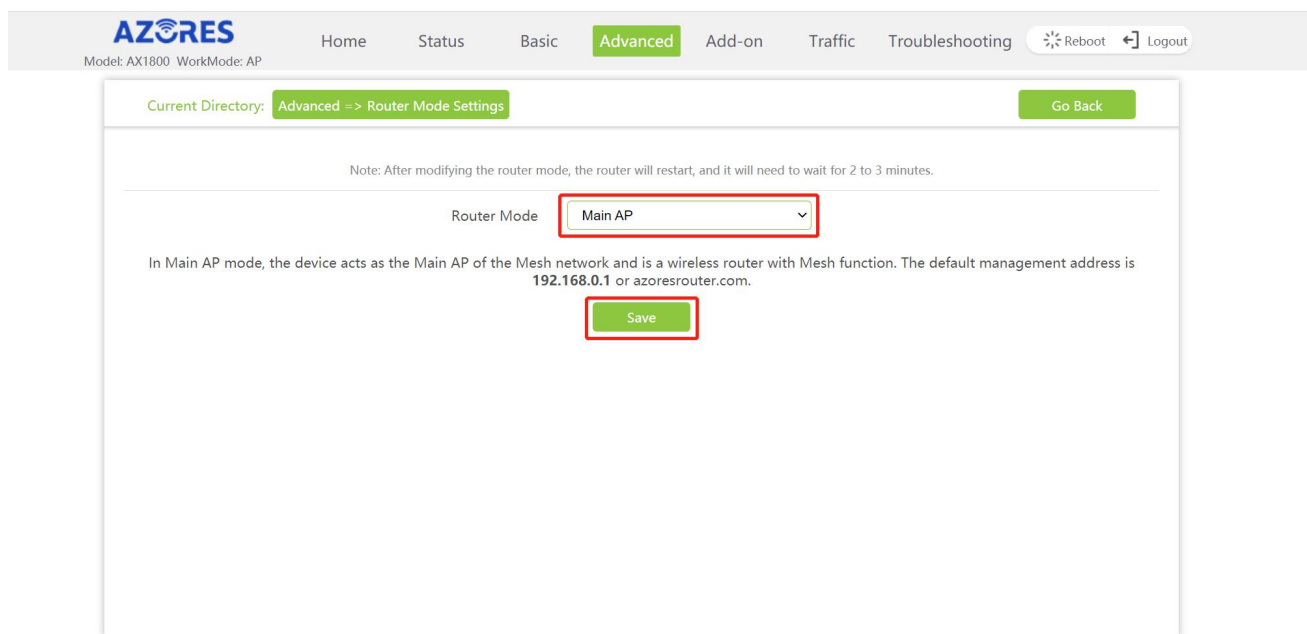 AZORES
Model: AX1800 WorkMode: AP
Home Status Basic Advanced Add-on Traffic Troubleshooting Reboot Logout
Current Directory: Advanced => Router Mode Settings Go Back
Note: After modifying the router mode, the router will restart, and it will need to wait for 2 to 3 minutes.
Router Mode Main AP
In Main AP mode, the device acts as the Main AP of the Mesh network and is a wireless router with Mesh function. The default management address is
192.168.0.1 or azoresrouter.com.
Save